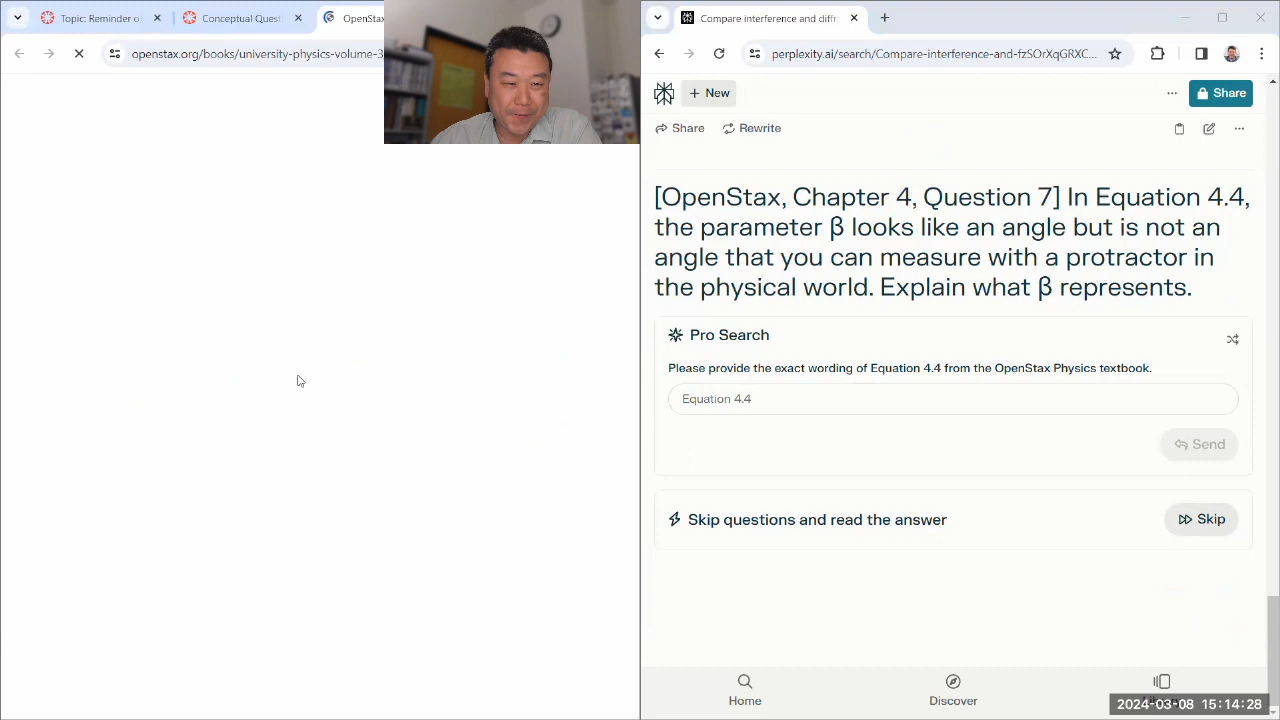 Topic: Reminder of
Conceptual Quest
OpenStax
Compare interference and diffr
openstax.org/books/university-physics-volume-3
perplexity.ai/search/Compare-interference-and-fzSOrXqGRXC...
+ New
Share
Share
Rewrite
[OpenStax, Chapter 4, Question 7] In Equation 4.4,
the parameter β looks like an angle but is not an
angle that you can measure with a protractor in
the physical world. Explain what β represents.
Pro Search
Please provide the exact wording of Equation 4.4 from the OpenStax Physics textbook.
Equation 4.4
Send
Skip questions and read the answer
Skip
Home
Discover
2024-03-08 15:14:28